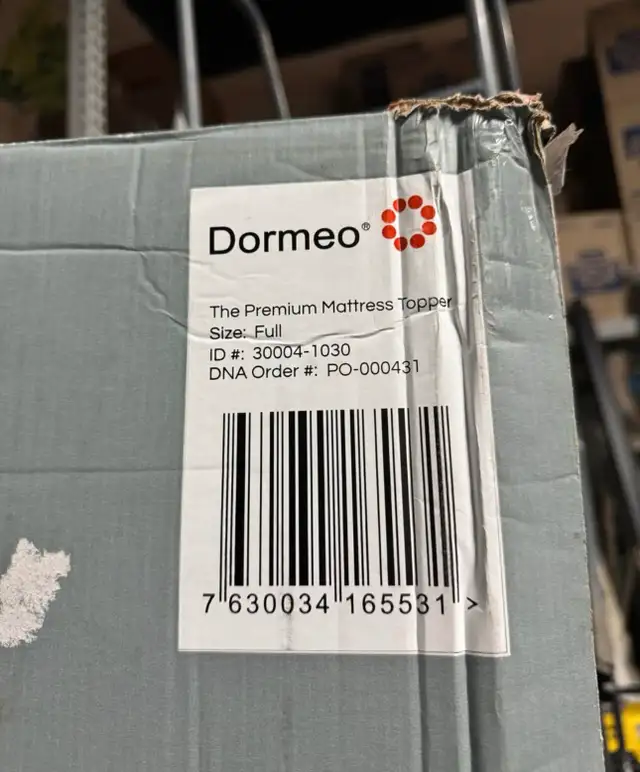 Dormeo®
The Premium Mattress Topper
Size: Full
ID #: 30004-1030
DNA Order #: PO-000431
7 630034 165531 >